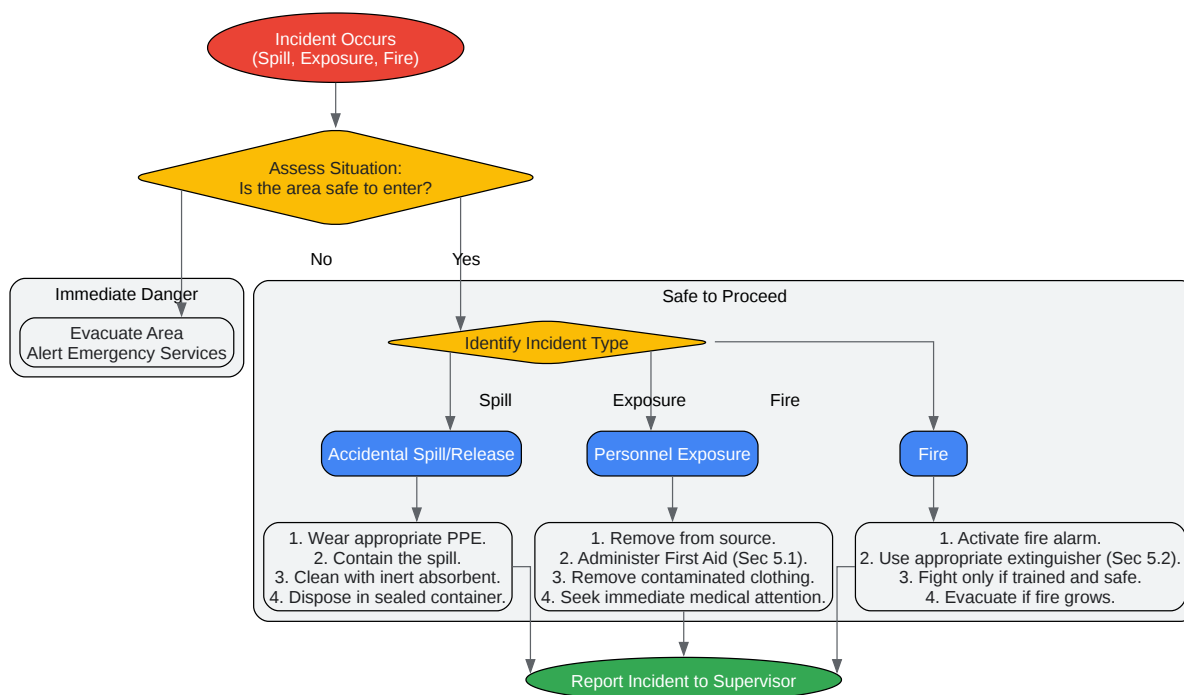 Incident Occurs
(Spill, Exposure, Fire)
Assess Situation:
Is the area safe to enter?
No
Yes
Immediate Danger
Evacuate Area
Alert Emergency Services
Safe to Proceed
Identify Incident Type
Spill
Exposure
Fire
Accidental Spill/Release
Personnel Exposure
Fire
1. Wear appropriate PPE.
2. Contain the spill.
3. Clean with inert absorbent.
4. Dispose in sealed container.
1. Remove from source.
2. Administer First Aid (Sec 5.1).
3. Remove contaminated clothing.
4. Seek immediate medical attention.
1. Activate fire alarm.
2. Use appropriate extinguisher (Sec 5.2).
3. Fight only if trained and safe.
4. Evacuate if fire grows.
Report Incident to Supervisor